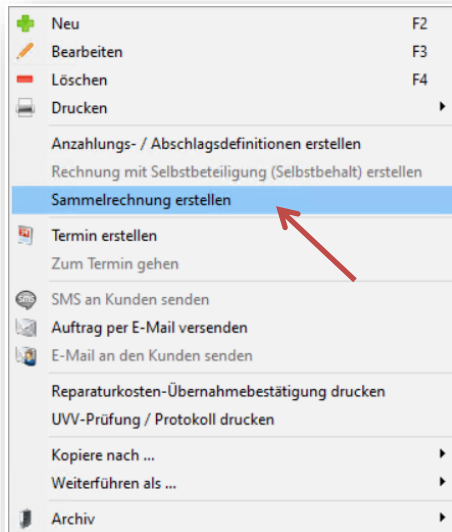 Neu F2
Bearbeiten F3
Löschen F4
Drucken
Anzahlungs- / Abschlagsdefinitionen erstellen
Rechnung mit Selbstbeteiligung (Selbstbehalt) erstellen
Sammelrechnung erstellen
Termin erstellen
Zum Termin gehen
SMS an Kunden senden
Auftrag per E-Mail versenden
E-Mail an den Kunden senden
Reparaturkosten-Übernahmebestätigung drucken
UVV-Prüfung / Protokoll drucken
Kopiere nach ...
Weiterführen als ...
Archiv